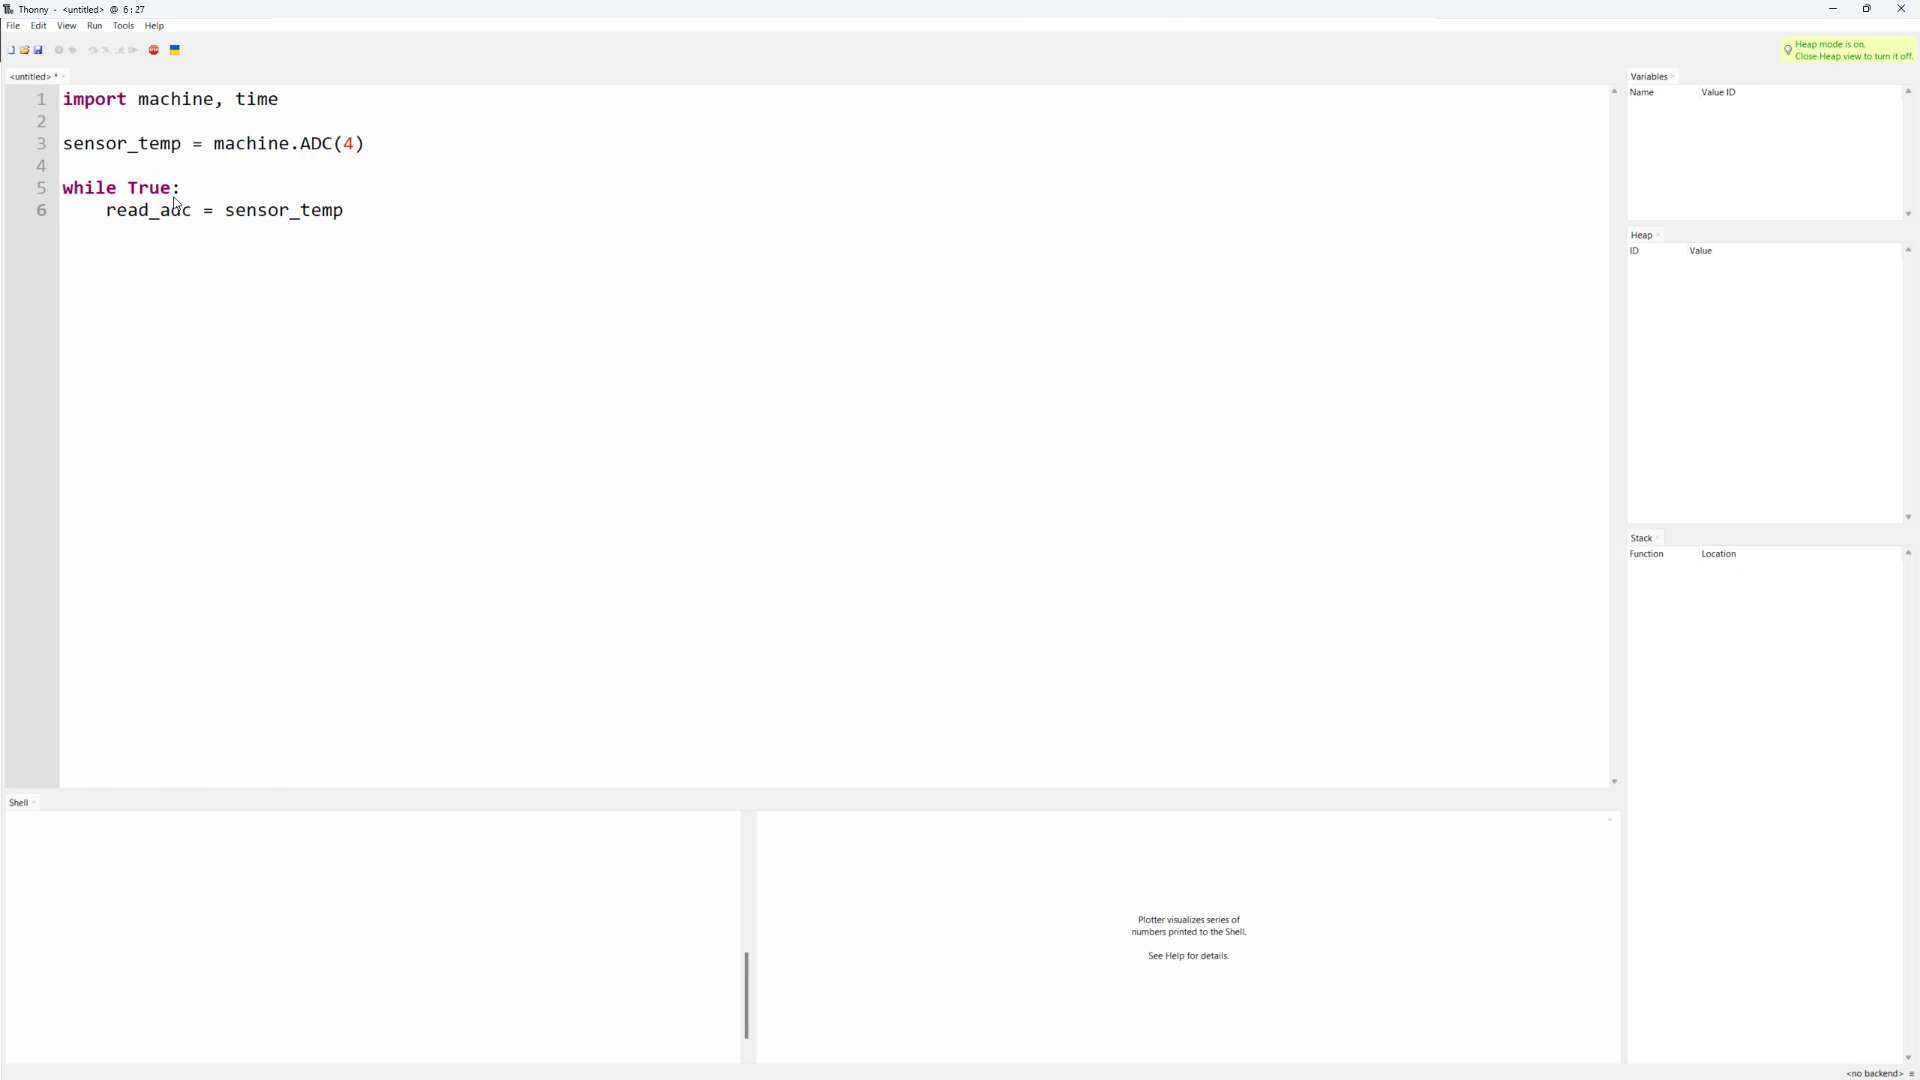 Thonny - <untitled> @ 6:27
File Edit View Run Tools Help
Heap mode is on.
Close Heap view to turn it off.
<untitled> *
1 import machine, time
2
3 sensor_temp = machine.ADC(4)
4
5 while True:
6 read_adc = sensor_temp
Variables
Name Value ID
Heap
ID Value
Stack
Function Location
Shell
Plotter visualizes series of
numbers printed to the Shell.
See Help for details.
<no backend> ≡